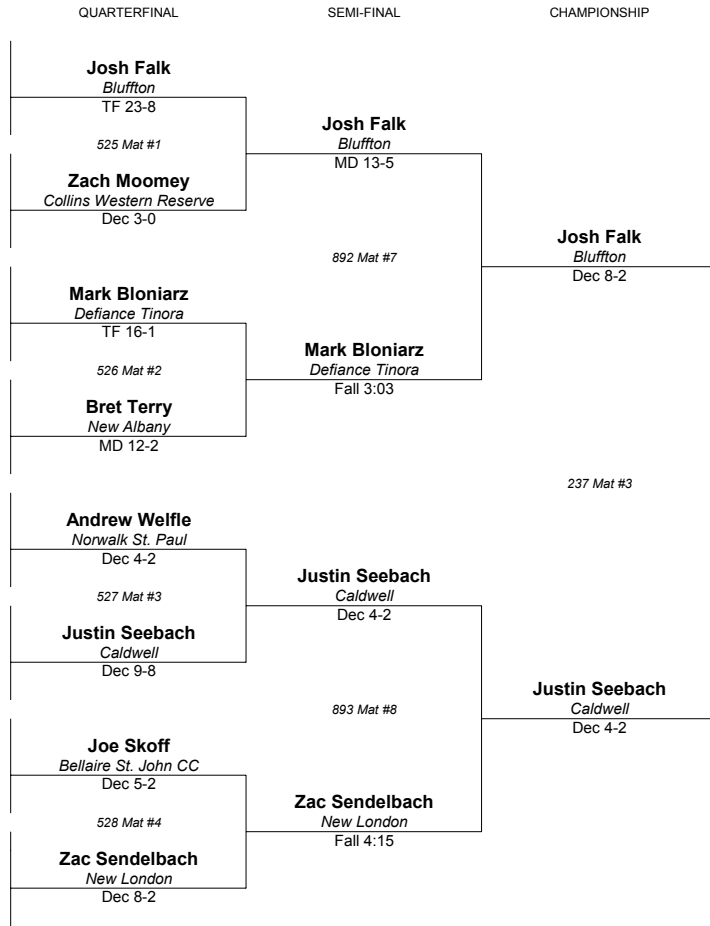 QUARTERFINAL
SEMI-FINAL
CHAMPIONSHIP
Josh Falk
Bluffton
TF 23-8
525 Mat #1
Zach Moomey
Collins Western Reserve
Dec 3-0
Mark Bloniarz
Defiance Tinora
TF 16-1
526 Mat #2
Bret Terry
New Albany
MD 12-2
Andrew Welfle
Norwalk St. Paul
Dec 4-2
527 Mat #3
Justin Seebach
Caldwell
Dec 9-8
Joe Skoff
Bellaire St. John CC
Dec 5-2
528 Mat #4
Zac Sendelbach
New London
Dec 8-2
Josh Falk
Bluffton
MD 13-5
892 Mat #7
Mark Bloniarz
Defiance Tinora
Fall 3:03
Justin Seebach
Caldwell
Dec 4-2
893 Mat #8
Zac Sendelbach
New London
Fall 4:15
Josh Falk
Bluffton
Dec 8-2
237 Mat #3
Justin Seebach
Caldwell
Dec 4-2